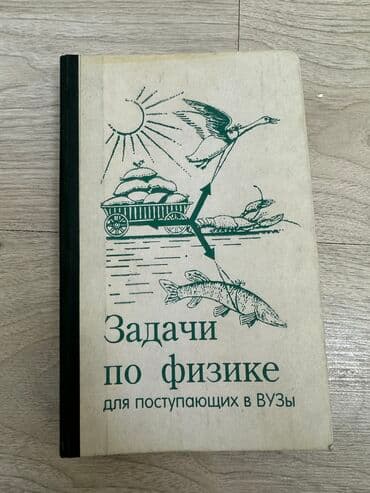 Задачи
по физике
для поступающих в ВУЗы